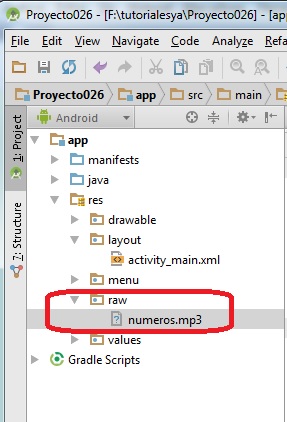 Proyecto026 - [F:\tutorialesya\Proyecto026] - [ap
File Edit View Navigate Code Analyze Refa
Proyecto026 app src main
1: Project
7: Structure
Android
app
manifests
java
res
drawable
layout
activity_main.xml
menu
raw
numeros.mp3
values
Gradle Scripts